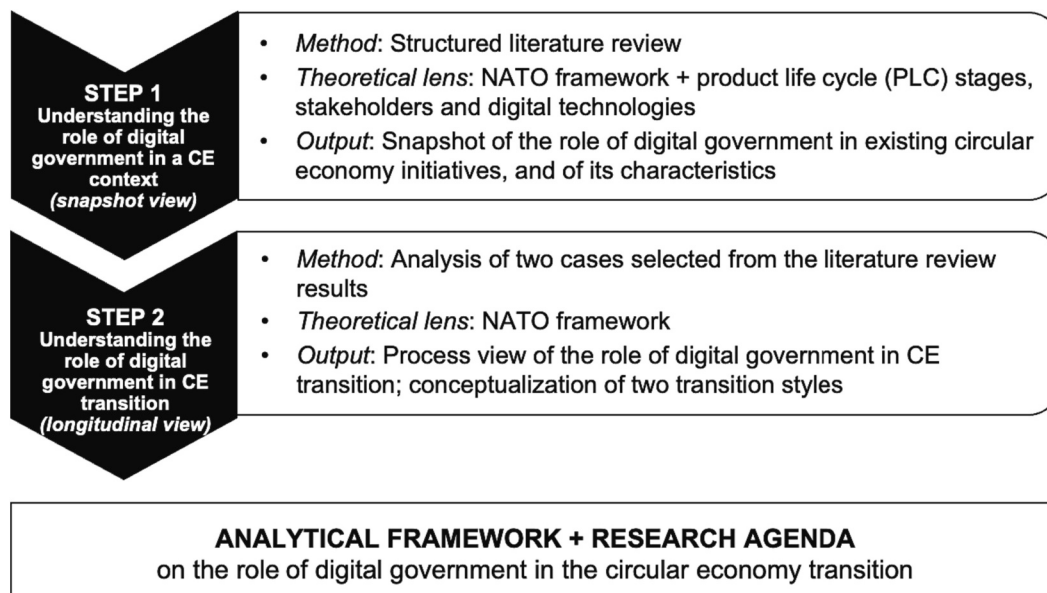 STEP 1
Understanding the
role of digital
government in a CE
context
(snapshot view)
• Method: Structured literature review
• Theoretical lens: NATO framework + product life cycle (PLC) stages,
stakeholders and digital technologies
• Output: Snapshot of the role of digital government in existing circular
economy initiatives, and of its characteristics
STEP 2
Understanding the
role of digital
government in CE
transition
(longitudinal view)
• Method: Analysis of two cases selected from the literature review
results
• Theoretical lens: NATO framework
• Output: Process view of the role of digital government in CE
transition; conceptualization of two transition styles
ANALYTICAL FRAMEWORK + RESEARCH AGENDA
on the role of digital government in the circular economy transition